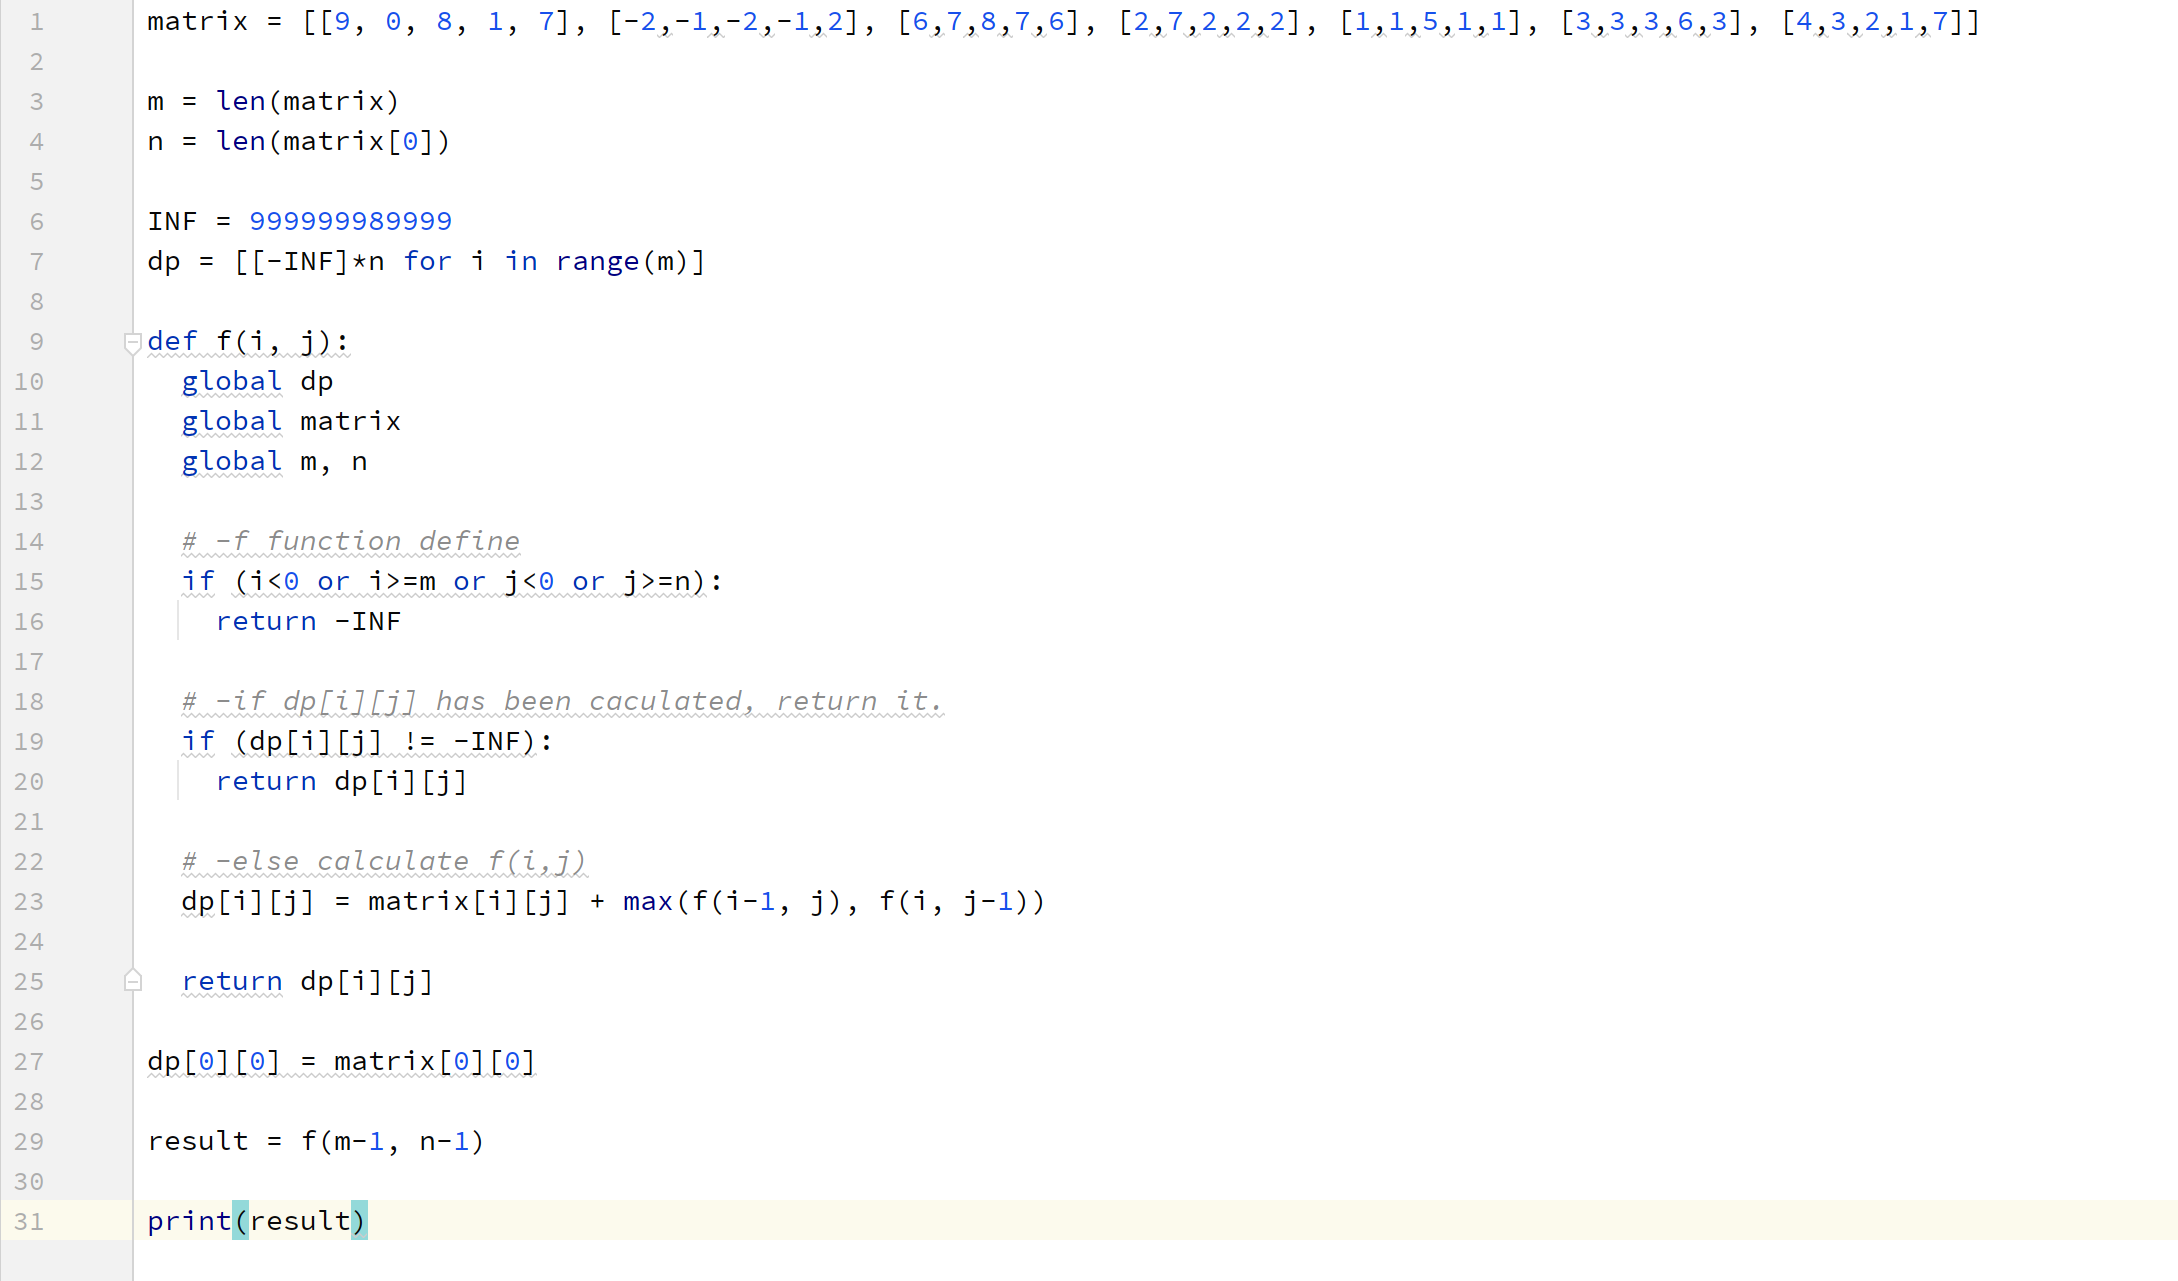 1 matrix = [[9, 0, 8, 1, 7], [-2,-1,-2,-1,2], [6,7,8,7,6], [2,7,2,2,2], [1,1,5,1,1], [3,3,3,6,3], [4,3,2,1,7]]
2
3 m = len(matrix)
4 n = len(matrix[0])
5
6 INF = 999999989999
7 dp = [[-INF]*n for i in range(m)]
8
9 def f(i, j):
10   global dp
11   global matrix
12   global m, n
13
14   # -f function define
15   if (i<0 or i>=m or j<0 or j>=n):
16     return -INF
17
18   # -if dp[i][j] has been caculated, return it.
19   if (dp[i][j] != -INF):
20     return dp[i][j]
21
22   # -else calculate f(i,j)
23   dp[i][j] = matrix[i][j] + max(f(i-1, j), f(i, j-1))
24
25   return dp[i][j]
26
27 dp[0][0] = matrix[0][0]
28
29 result = f(m-1, n-1)
30
31 print(result)